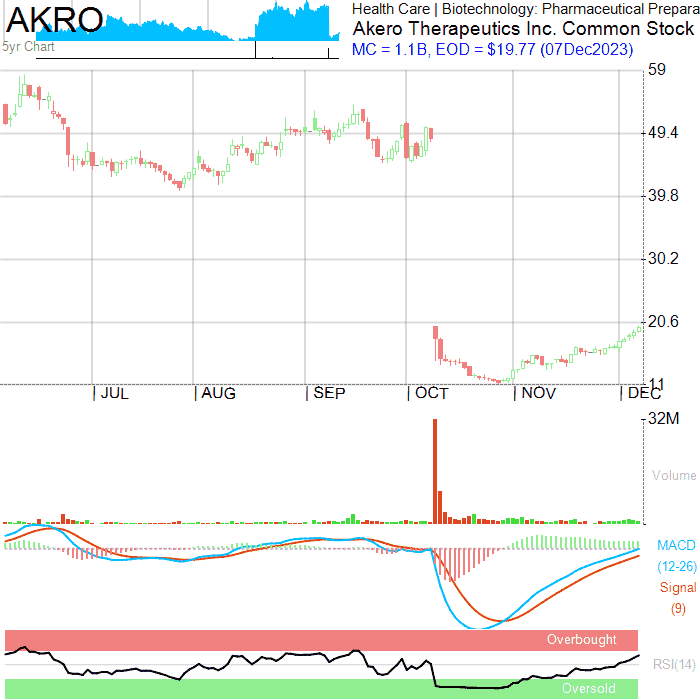 AKRO
5yr Chart
Health Care | Biotechnology: Pharmaceutical Prepara
Akero Therapeutics Inc. Common Stock
MC = 1.1B, EOD = $19.77 (07Dec2023)
59
49.4
39.8
30.2
20.6
11
JUL
AUG
SEP
OCT
NOV
DEC
32M
Volume
MACD
(12-26)
Signal
(9)
Overbought
RSI(14)
Oversold